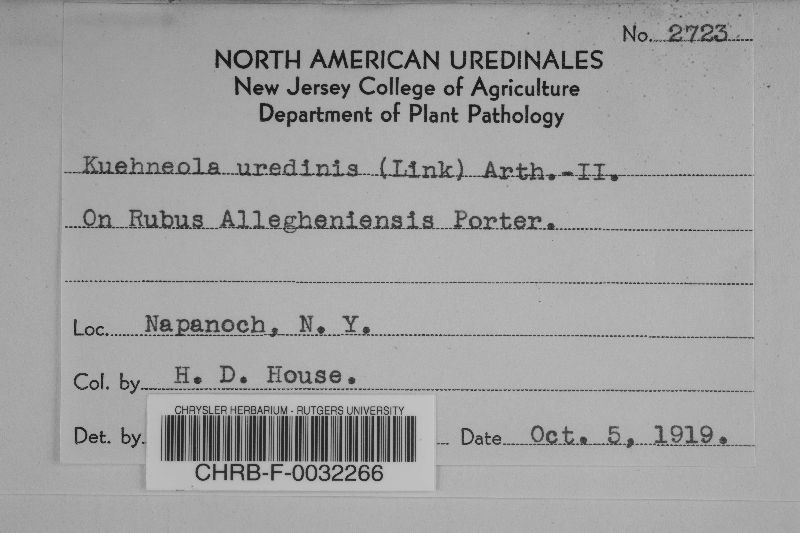 No. 2723
NORTH AMERICAN UREDINALES
New Jersey College of Agriculture
Department of Plant Pathology
Kuehneola uredinis (Link) Arth.-II.
On Rubus Allegheniensis Porter.
Loc. Napanoch, N. Y.
Col. by H. D. House.
Det. by. Date Oct. 5, 1919.
CHRYSLER HERBARIUM - RUTGERS UNIVERSITY
CHRB-F-0032266